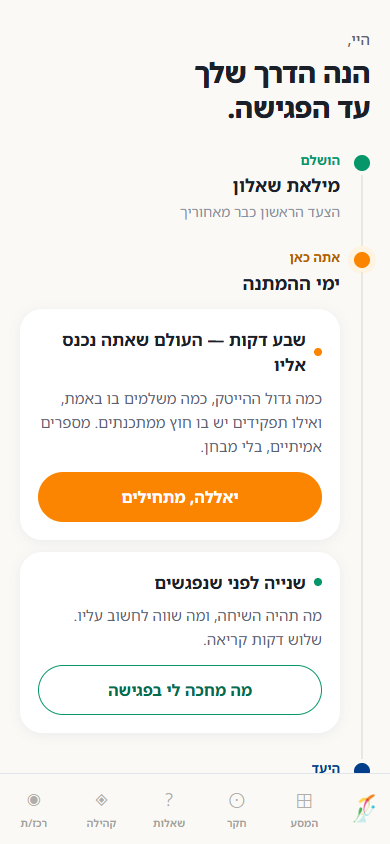 היי,
הנה הדרך שלך
עד הפגישה.
הושלם
מילאת שאלון
הצעד הראשון כבר מאחוריך
אתה כאן
ימי ההמתנה
שבע דקות — העולם שאתה נכנס
אליו
כמה גדול ההייטק, כמה משלמים בו באמת,
ואילו תפקידים יש בו חוץ ממתכנתים. מספרים
אמיתיים, בלי מבחן.
יאללה, מתחילים
שנייה לפני שנפגשים
מה תהיה השיחה, ומה שווה לחשוב עליו.
שלוש דקות קריאה.
מה מחכה לי בפגישה
היעד
המסע
חקר
שאלות
קהילה
רכז/ת